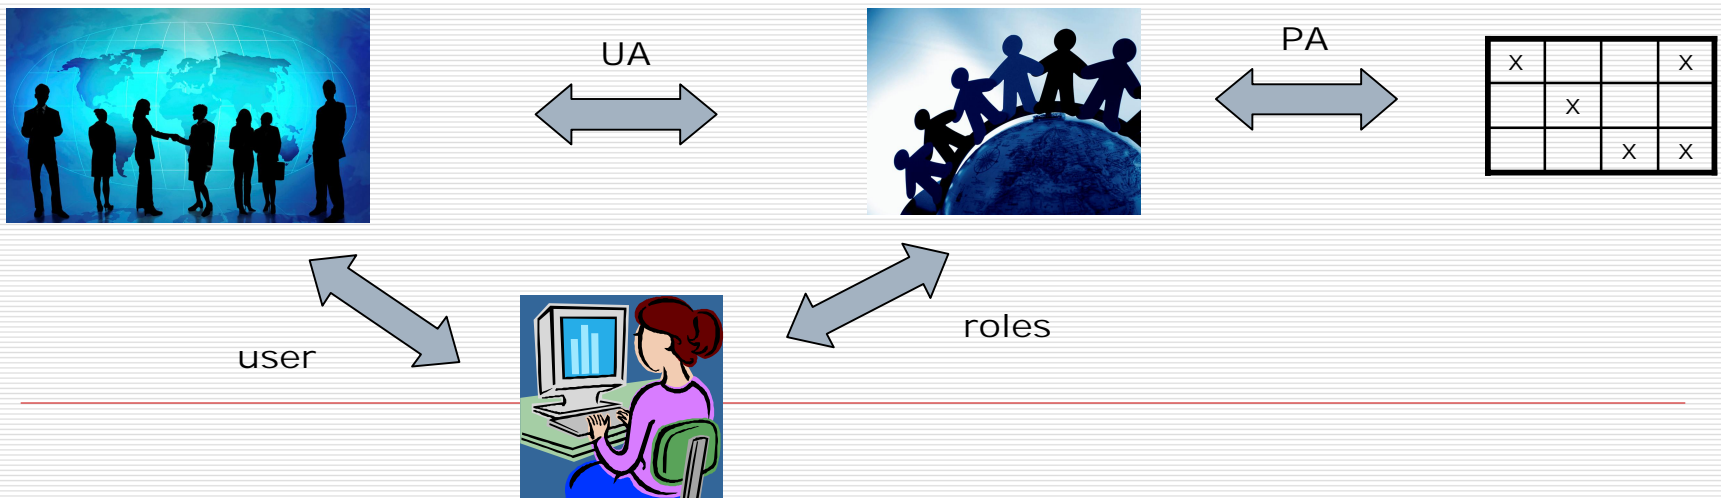 UA
PA
X X
X
X X
user
roles